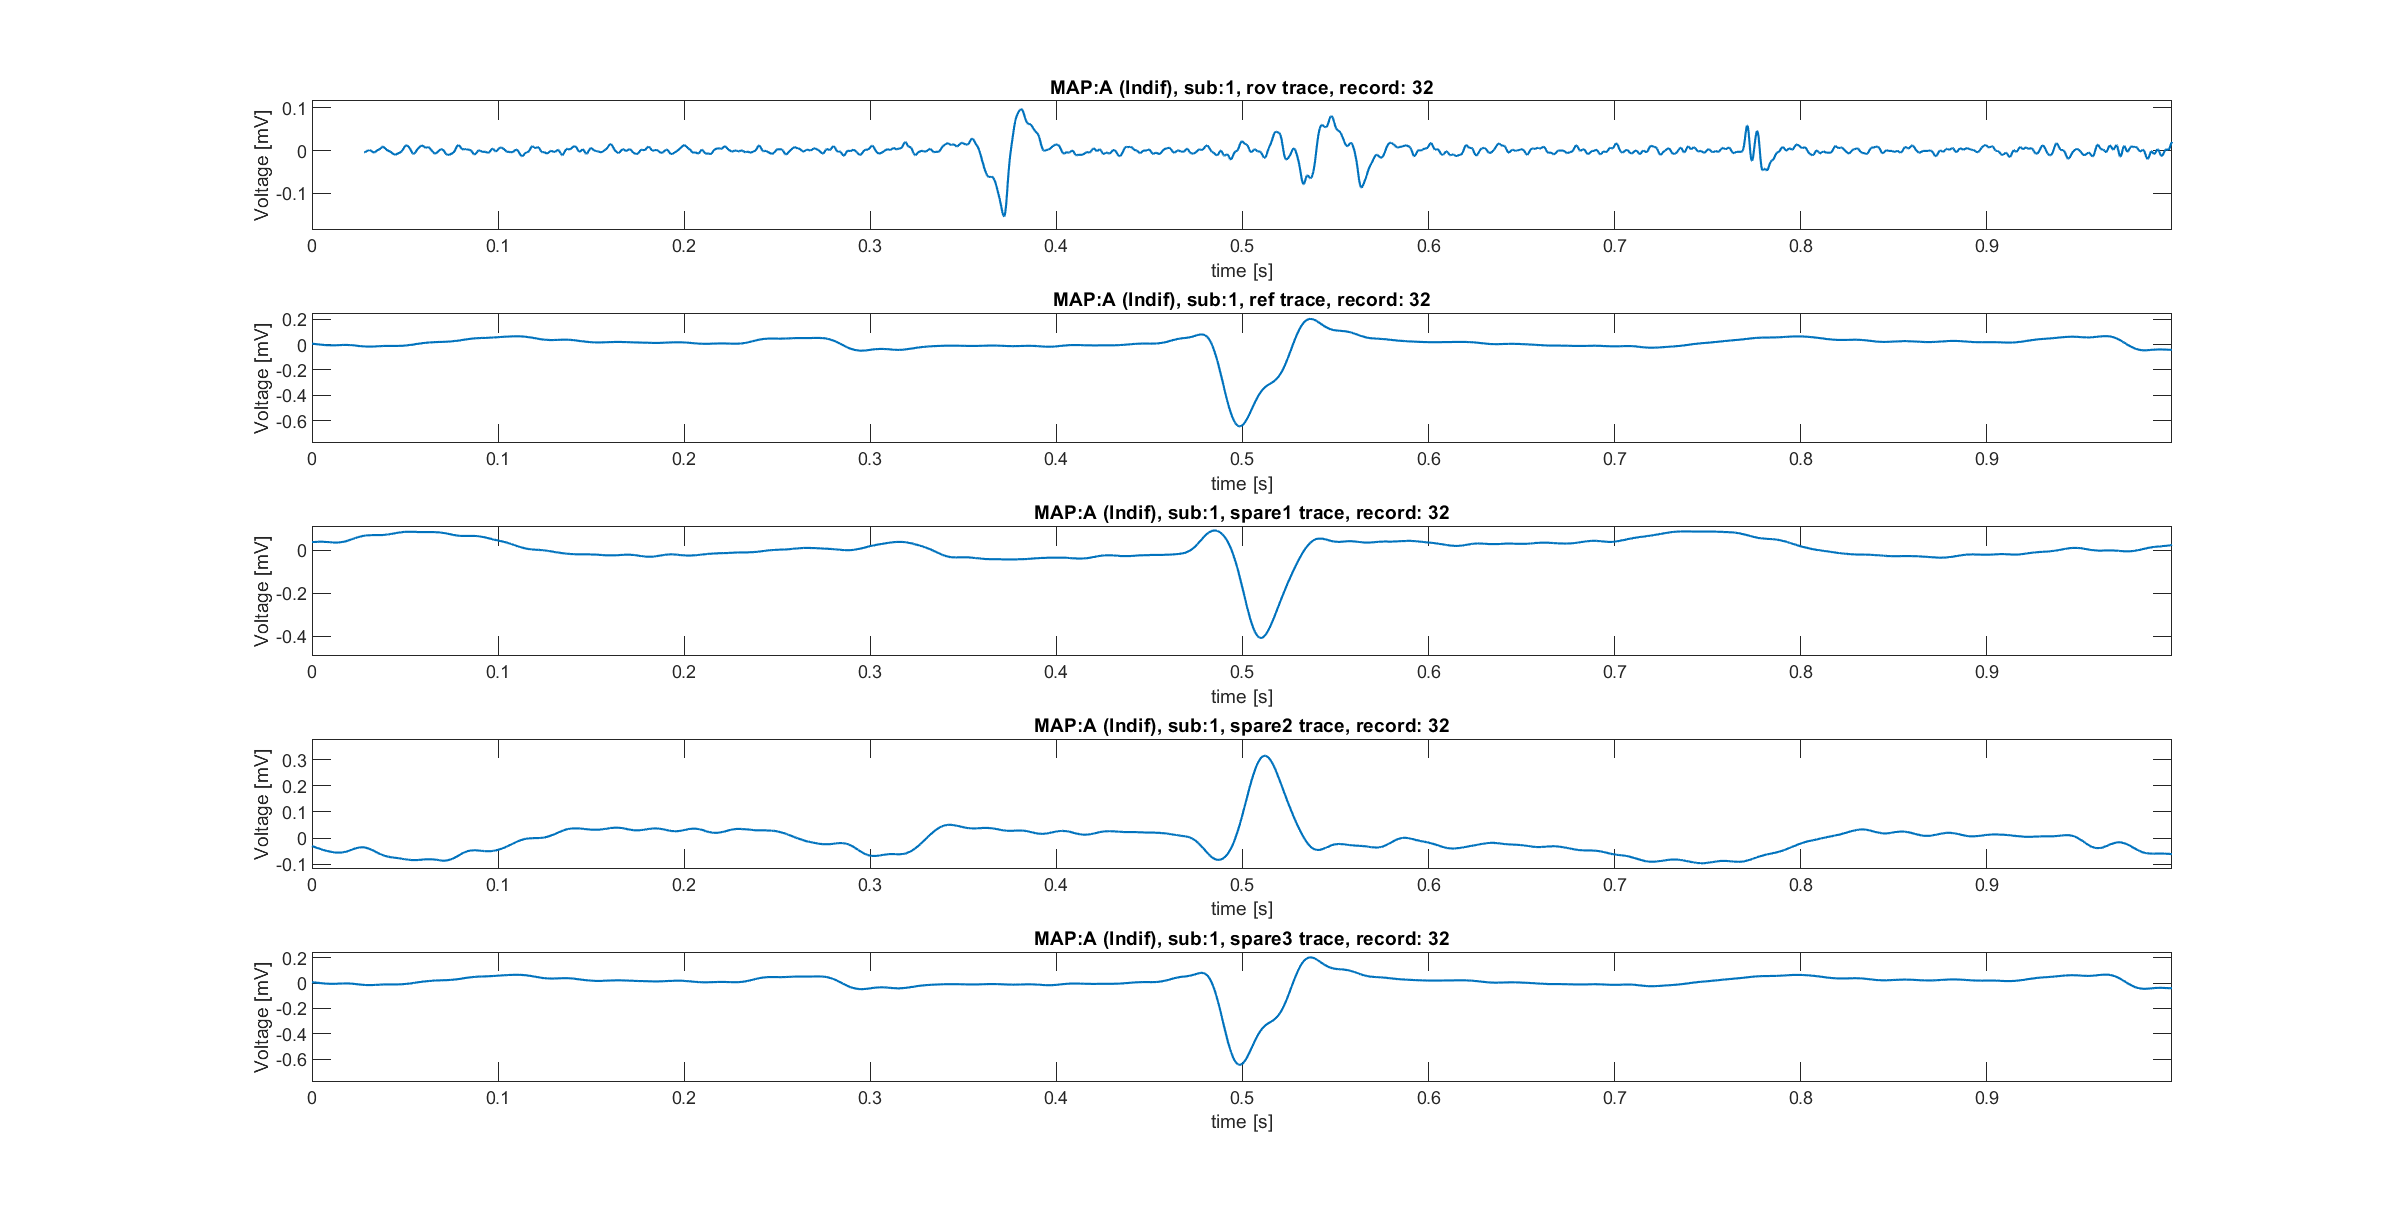 MAP:A (Indif), sub:1, rov trace, record: 32
Voltage [mV]
0.1
0
-0.1
0 0.1 0.2 0.3 0.4 0.5 0.6 0.7 0.8 0.9
time [s]
MAP:A (Indif), sub:1, ref trace, record: 32
Voltage [mV]
0.2
0
-0.2
-0.4
-0.6
0 0.1 0.2 0.3 0.4 0.5 0.6 0.7 0.8 0.9
time [s]
MAP:A (Indif), sub:1, spare1 trace, record: 32
Voltage [mV]
0
-0.2
-0.4
0 0.1 0.2 0.3 0.4 0.5 0.6 0.7 0.8 0.9
time [s]
MAP:A (Indif), sub:1, spare2 trace, record: 32
Voltage [mV]
0.3
0.2
0.1
0
-0.1
0 0.1 0.2 0.3 0.4 0.5 0.6 0.7 0.8 0.9
time [s]
MAP:A (Indif), sub:1, spare3 trace, record: 32
Voltage [mV]
0.2
0
-0.2
-0.4
-0.6
0 0.1 0.2 0.3 0.4 0.5 0.6 0.7 0.8 0.9
time [s]